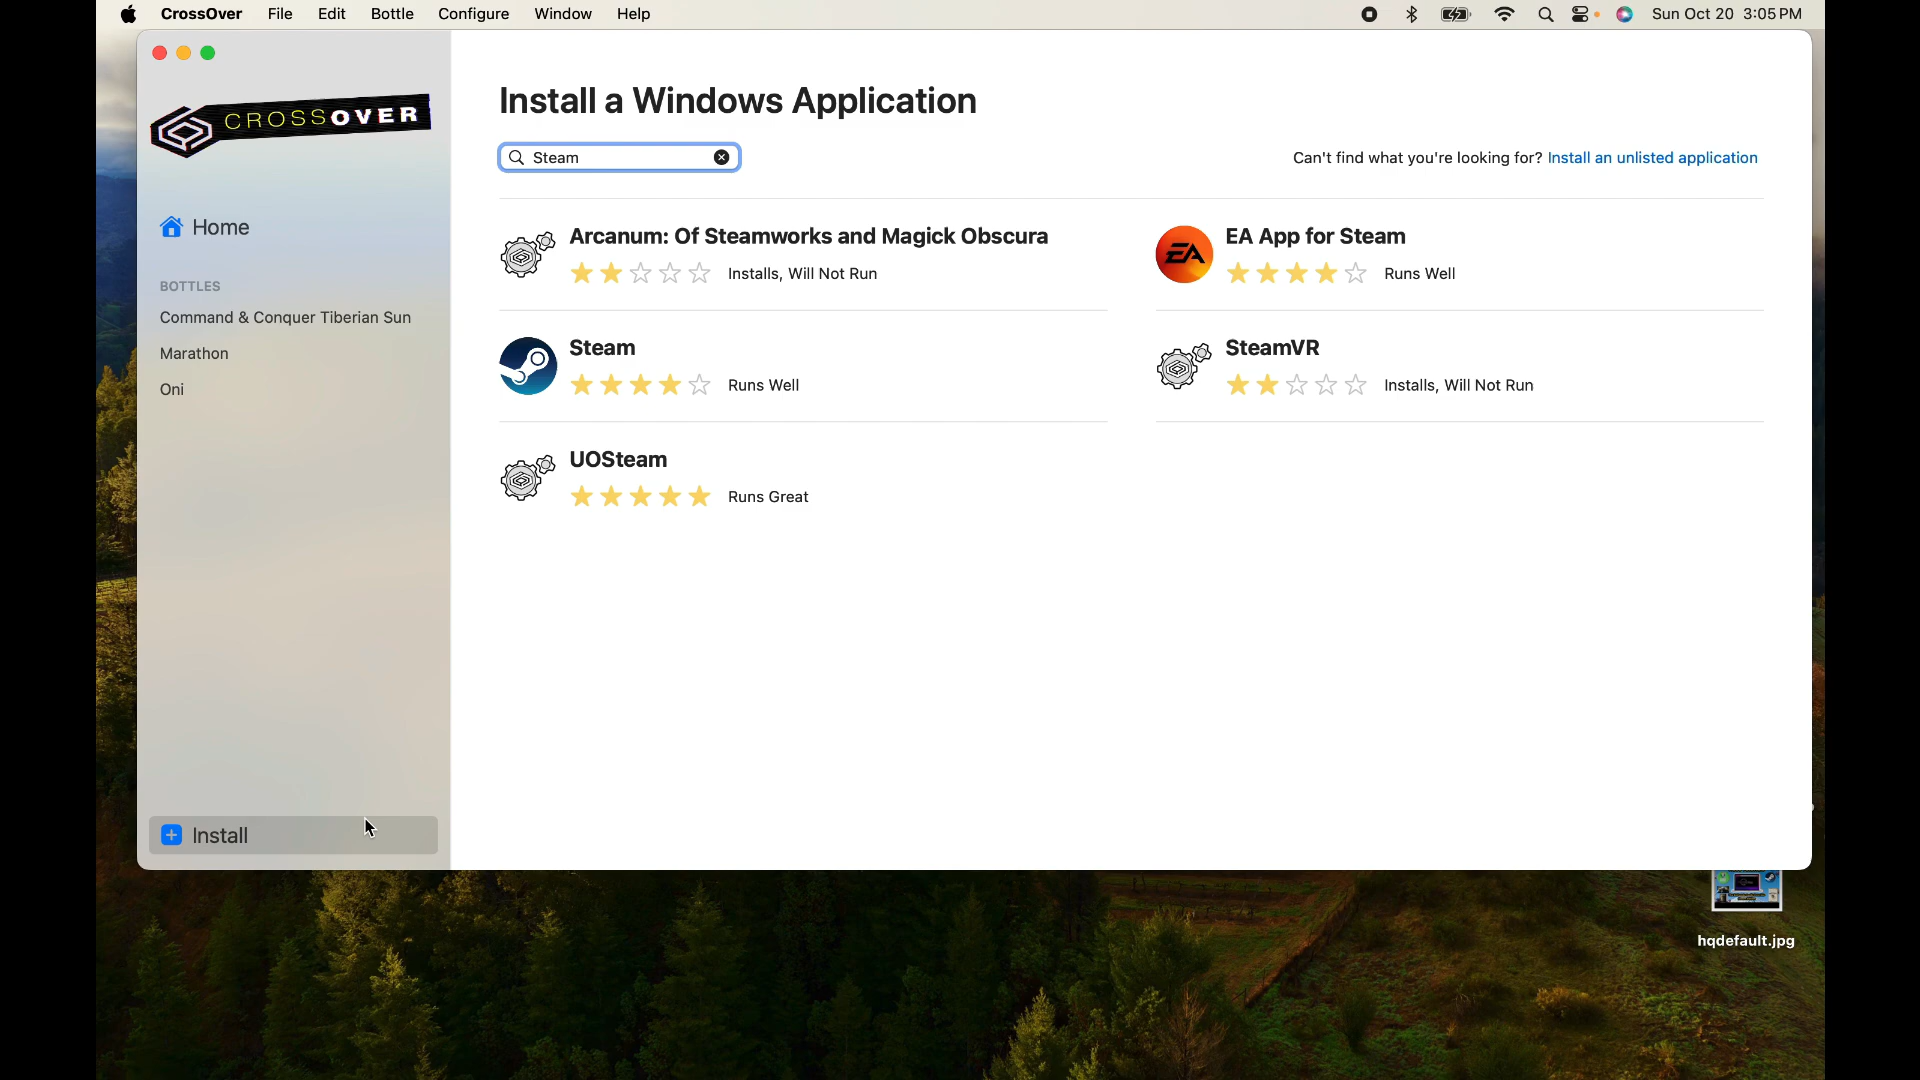 CrossOver File Edit Bottle Configure Window Help Sun Oct 20 3:05 PM
CROSSOVER
Home
BOTTLES
Command & Conquer Tiberian Sun
Marathon
Oni
Install
Install a Windows Application
Steam
Can't find what you're looking for? Install an unlisted application
Arcanum: Of Steamworks and Magick Obscura
Installs, Will Not Run
EA
EA App for Steam
Runs Well
Steam
Runs Well
SteamVR
Installs, Will Not Run
UOSteam
Runs Great
hqdefault.jpg